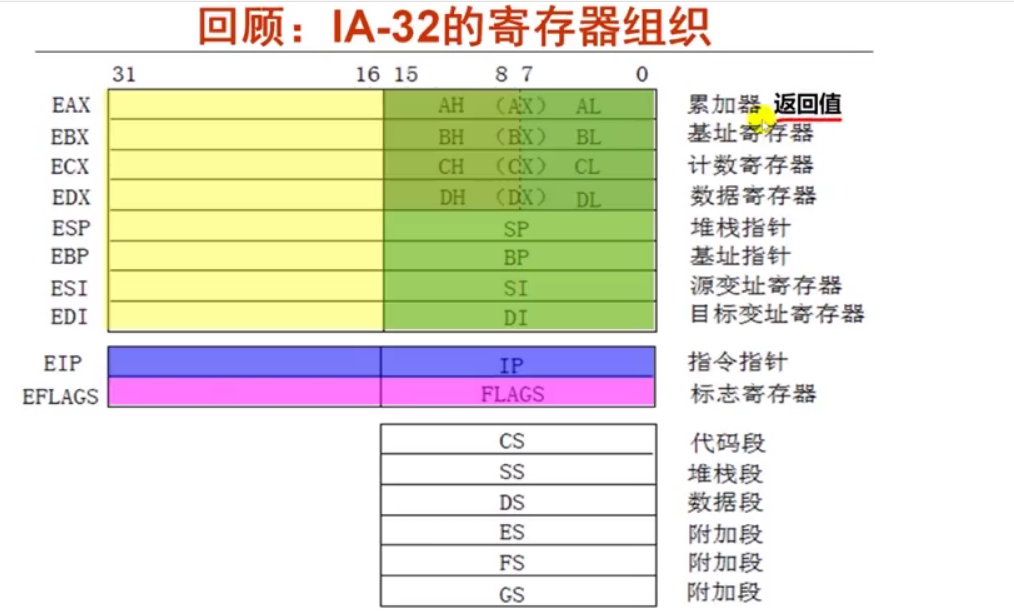 回顾：IA-32的寄存器组织
31 16 15 8 7 0
EAX AH （AX） AL 累加器 返回值
EBX BH （BX） BL 基址寄存器
ECX CH （CX） CL 计数寄存器
EDX DH （DX） DL 数据寄存器
ESP SP 堆栈指针
EBP BP 基址指针
ESI SI 源变址寄存器
EDI DI 目标变址寄存器
EIP IP 指令指针
EFLAGS FLAGS 标志寄存器
CS 代码段
SS 堆栈段
DS 数据段
ES 附加段
FS 附加段
GS 附加段